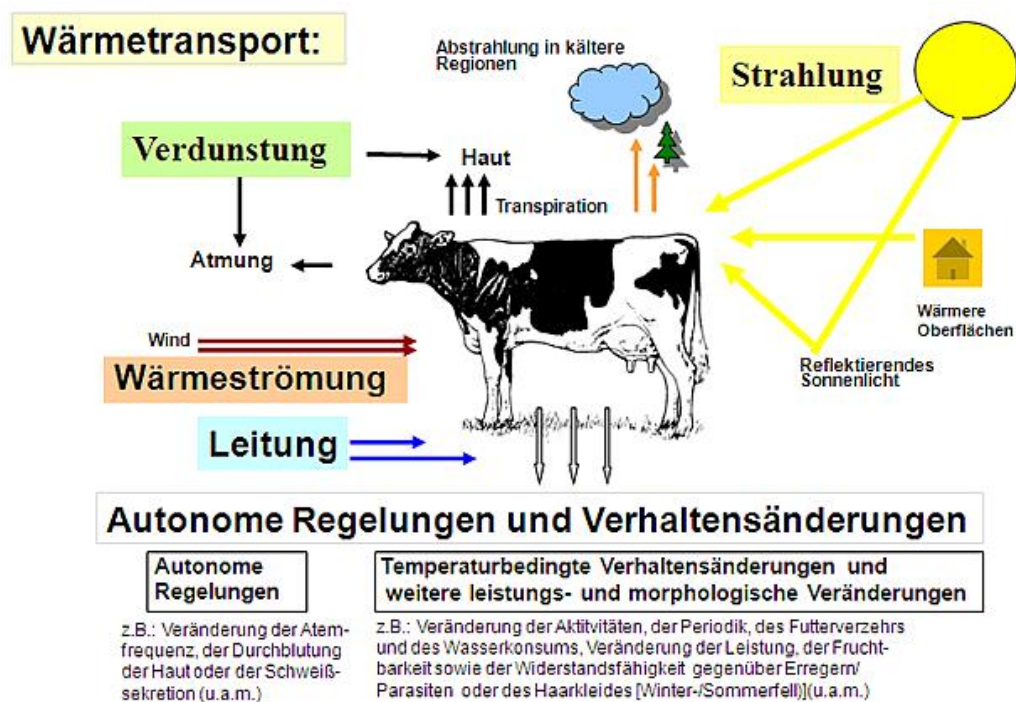 Wärmetransport:
Abstrahlung in kältere
Regionen
Strahlung
Verdunstung
Haut
Transpiration
Atmung
Wärmere
Oberflächen
Wind
Wärmeströmung
Reflektierendes
Sonnenlicht
Leitung
Autonome Regelungen und Verhaltensänderungen
Autonome
Regelungen
z.B.: Veränderung der Atem-
frequenz, der Durchblutung
der Haut oder der Schweiß-
sekretion (u.a.m.)
Temperaturbedingte Verhaltensänderungen und
weitere leistungs- und morphologische Veränderungen
z.B.: Veränderung der Aktitvitäten, der Periodik, des Futterverzehrs
und des Wasserkonsums, Veränderung der Leistung, der Frucht-
barkeit sowie der Widerstandsfähigkeit gegenüber Erregern/
Parasiten oder des Haarkleides [Winter-/Sommerfell)](u.a.m.)